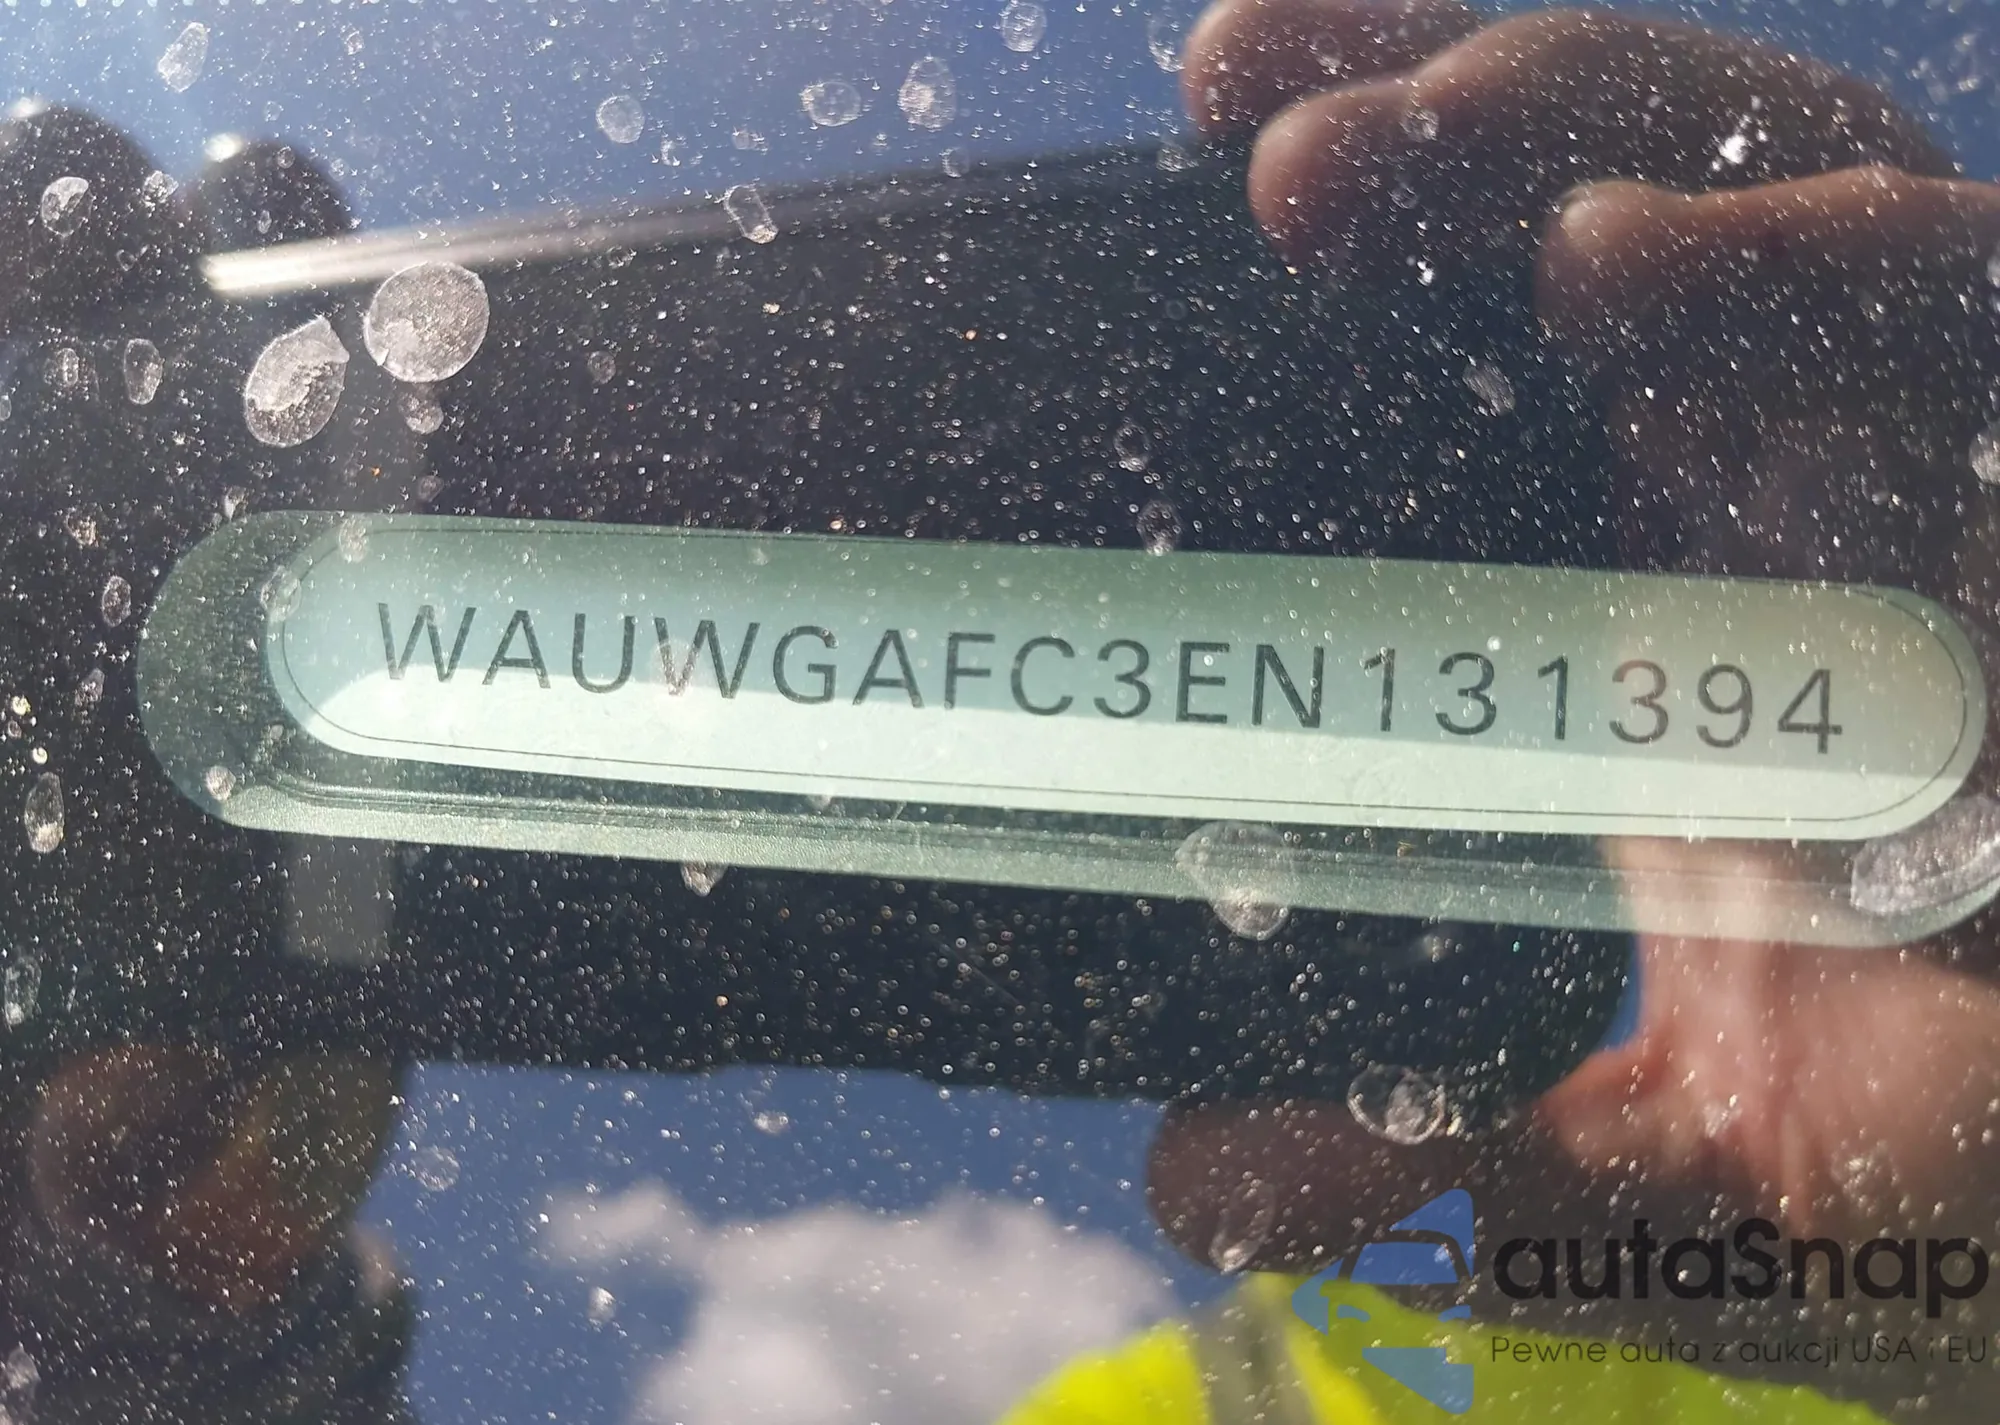 WAUWGAFC3EN131394
autaSnap
Pewne auta z aukcji USA i EU